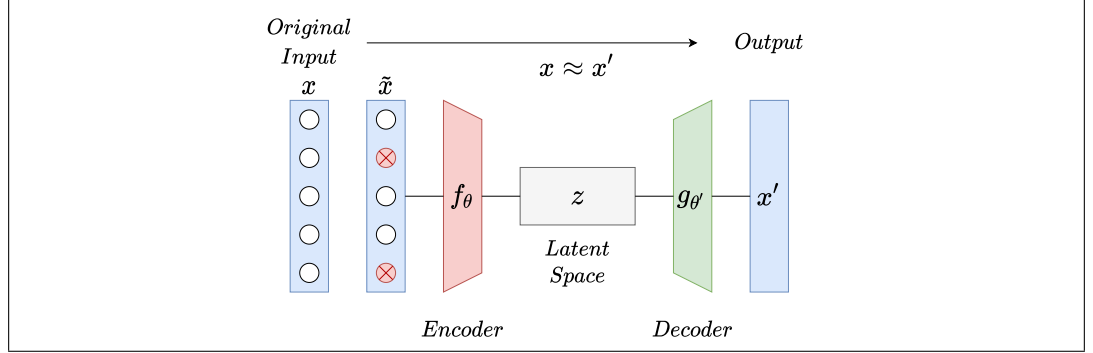 Original
Input
x
x̃
x ≈ x′
Output
f_θ
z
g_θ′
x′
Latent
Space
Encoder
Decoder